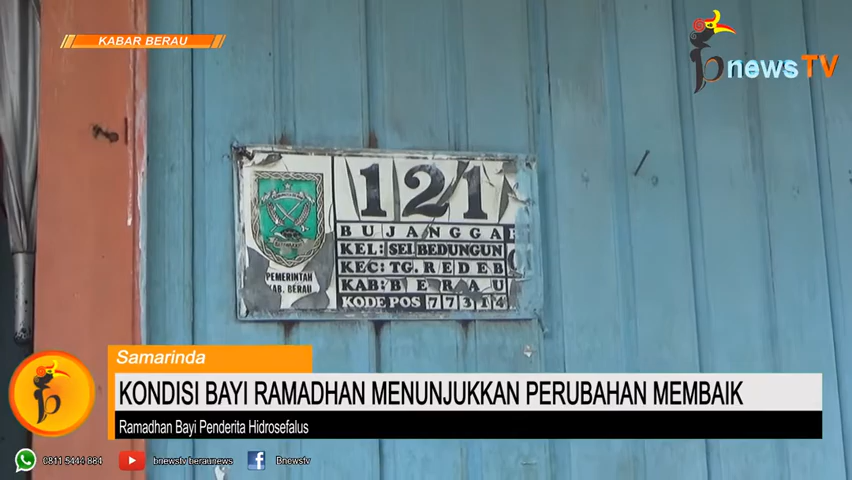 KABAR BERAU
bnewsTV
121
BUJANGGA
KEL: SEI BEDUNGUN
KEC: TG. REDEB
KAB: BERAU
KODE POS 77314
PEMERINTAH
KAB. BERAU
Samarinda
KONDISI BAYI RAMADHAN MENUNJUKKAN PERUBAHAN MEMBAIK
Ramadhan Bayi Penderita Hidrosefalus
0811 5444 884
bnewstv beraunews
Bnewstv